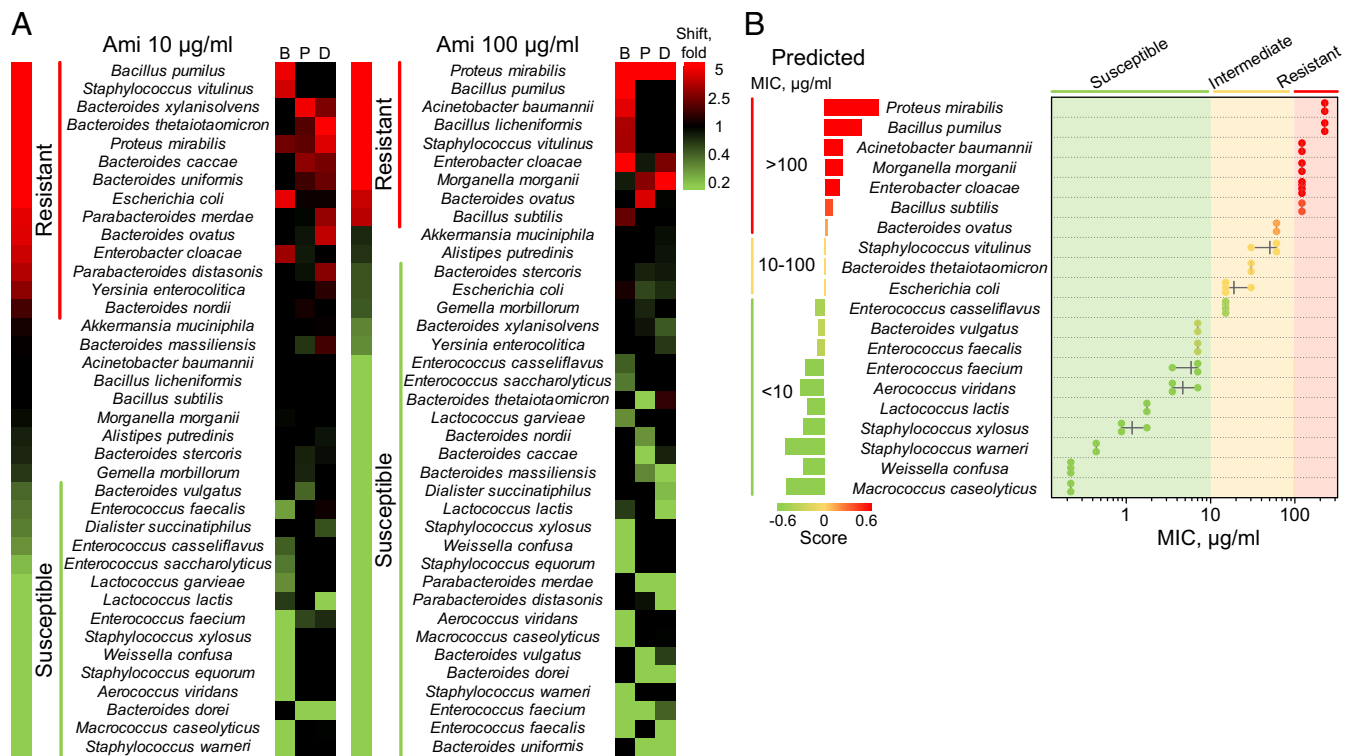 A
B
Ami 10 µg/ml
B P D
Ami 100 µg/ml
B P D
Shift,
fold
5
2.5
1
0.4
0.2
Resistant
Susceptible
Bacillus pumilus
Staphylococcus vitulinus
Bacteroides xylanisolvens
Bacteroides thetaiotaomicron
Proteus mirabilis
Bacteroides caccae
Bacteroides uniformis
Escherichia coli
Parabacteroides merdae
Bacteroides ovatus
Enterobacter cloacae
Parabacteroides distasonis
Yersinia enterocolitica
Bacteroides nordii
Akkermansia muciniphila
Bacteroides massiliensis
Acinetobacter baumannii
Bacillus licheniformis
Bacillus subtilis
Morganella morganii
Alistipes putredinis
Bacteroides stercoris
Gemella morbillorum
Bacteroides vulgatus
Enterococcus faecalis
Dialister succinatiphilus
Enterococcus casseliflavus
Enterococcus saccharolyticus
Lactococcus garvieae
Lactococcus lactis
Enterococcus faecium
Staphylococcus xylosus
Weissella confusa
Staphylococcus equorum
Aerococcus viridans
Bacteroides dorei
Macrococcus caseolyticus
Staphylococcus warneri
Resistant
Susceptible
Proteus mirabilis
Bacillus pumilus
Acinetobacter baumannii
Bacillus licheniformis
Staphylococcus vitulinus
Enterobacter cloacae
Morganella morganii
Bacteroides ovatus
Bacillus subtilis
Akkermansia muciniphila
Alistipes putredinis
Bacteroides stercoris
Escherichia coli
Gemella morbillorum
Bacteroides xylanisolvens
Yersinia enterocolitica
Enterococcus casseliflavus
Enterococcus saccharolyticus
Bacteroides thetaiotaomicron
Lactococcus garvieae
Bacteroides nordii
Bacteroides caccae
Bacteroides massiliensis
Dialister succinatiphilus
Lactococcus lactis
Staphylococcus xylosus
Weissella confusa
Staphylococcus equorum
Parabacteroides merdae
Parabacteroides distasonis
Aerococcus viridans
Macrococcus caseolyticus
Bacteroides vulgatus
Bacteroides dorei
Staphylococcus warneri
Enterococcus faecium
Enterococcus faecalis
Bacteroides uniformis
Predicted
MIC, µg/ml
>100
10-100
<10
Susceptible
Intermediate
Resistant
Proteus mirabilis
Bacillus pumilus
Acinetobacter baumannii
Morganella morganii
Enterobacter cloacae
Bacillus subtilis
Bacteroides ovatus
Staphylococcus vitulinus
Bacteroides thetaiotaomicron
Escherichia coli
Enterococcus casseliflavus
Bacteroides vulgatus
Enterococcus faecalis
Enterococcus faecium
Aerococcus viridans
Lactococcus lactis
Staphylococcus xylosus
Staphylococcus warneri
Weissella confusa
Macrococcus caseolyticus
-0.6 0 0.6
Score
1 10 100
MIC, µg/ml